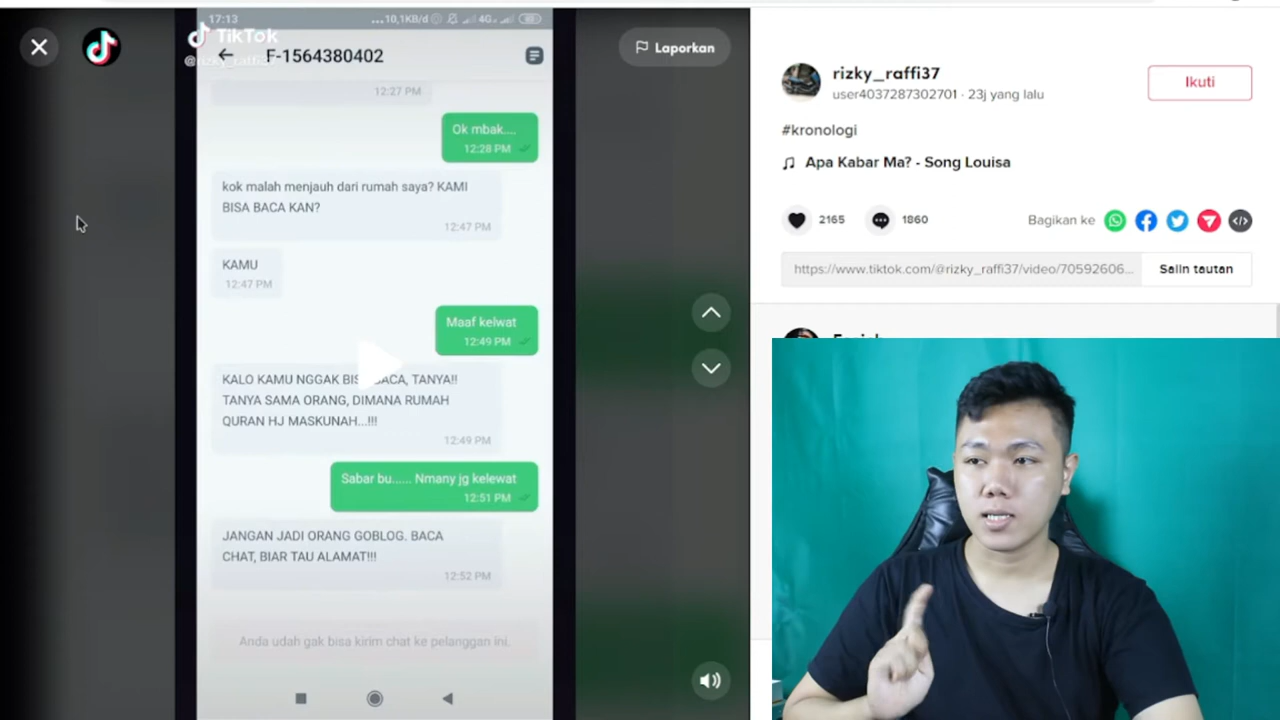 17:13
...10,1KB/d
4G
TikTok
F-1564380402
Laporkan
12:27 PM
Ok mbak....
12:28 PM
kok malah menjauh dari rumah saya? KAMI
BISA BACA KAN?
12:47 PM
KAMU
12:47 PM
Maaf kelwat
12:49 PM
KALO KAMU NGGAK BISA BACA, TANYA!!
TANYA SAMA ORANG, DIMANA RUMAH
QURAN HJ MASKUNAH...!!!
12:49 PM
Sabar bu...... Nmany jg kelewat
12:51 PM
JANGAN JADI ORANG GOBLOG. BACA
CHAT, BIAR TAU ALAMAT!!!
12:52 PM
Anda udah gak bisa kirim chat ke pelanggan ini.
rizky_raffi37
user4037287302701 · 23j yang lalu
Ikuti
#kronologi
Apa Kabar Ma? - Song Louisa
2165
1860
Bagikan ke
https://www.tiktok.com/@rizky_raffi37/video/70592606...
Salin tautan